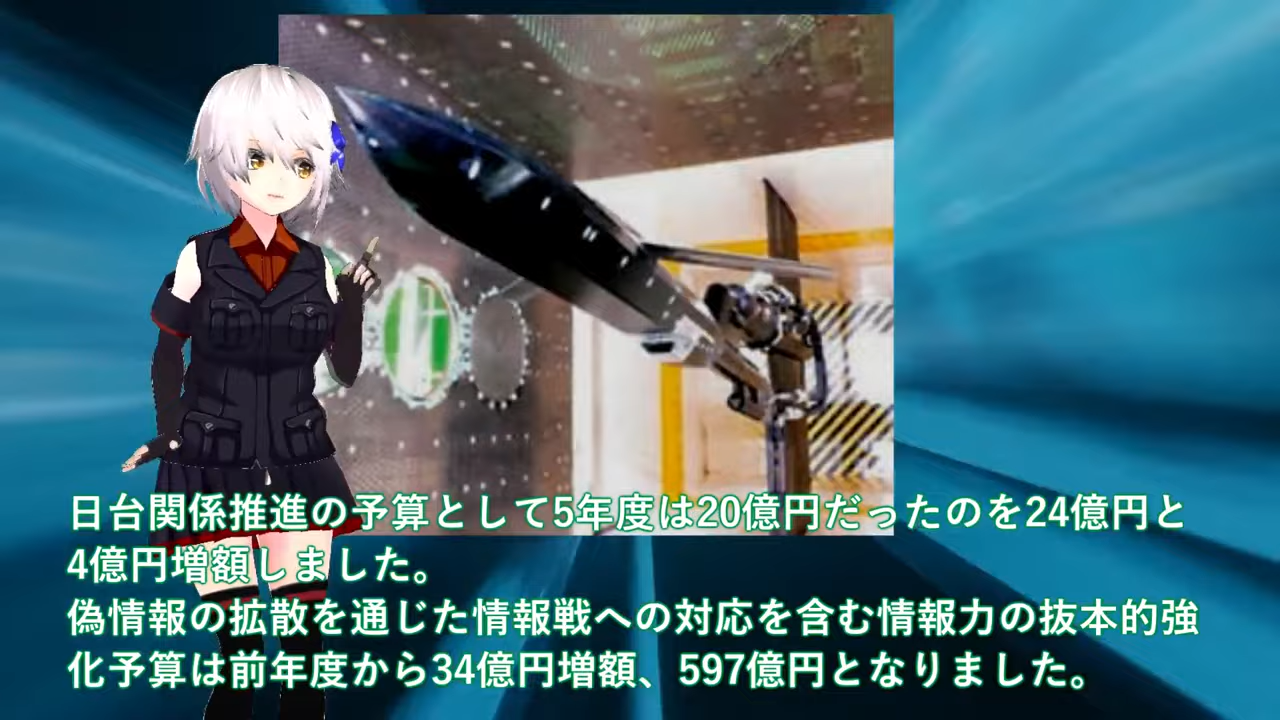 日台関係推進の予算として5年度は20億円だったのを24億円と
4億円増額しました。
偽情報の拡散を通じた情報戦への対応を含む情報力の抜本的強
化予算は前年度から34億円増額、597億円となりました。